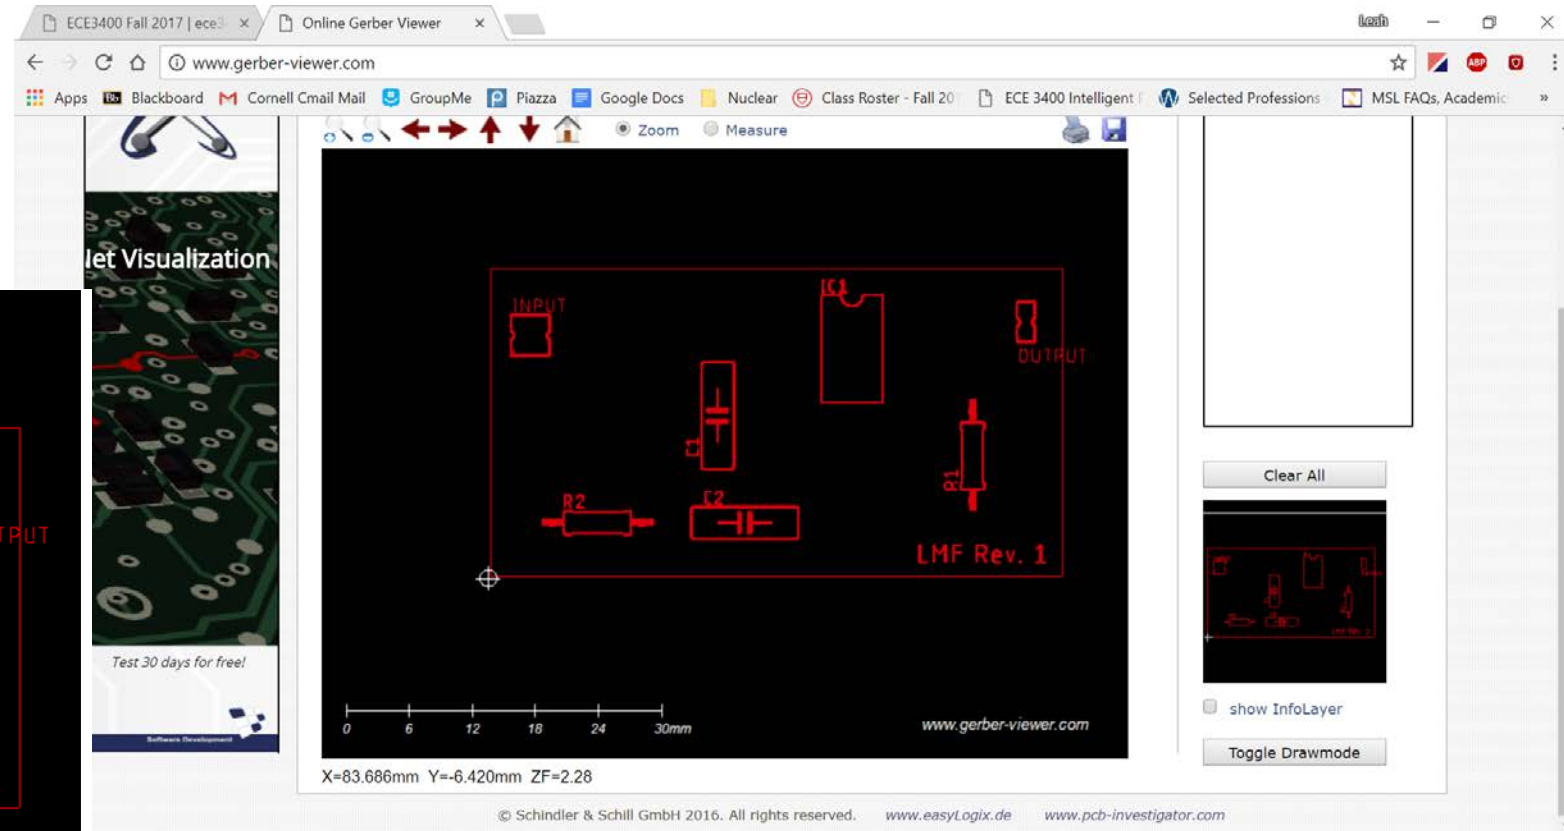 ECE3400 Fall 2017 | ece3
Online Gerber Viewer
Leah
www.gerber-viewer.com
Apps
Blackboard
Cornell Cmail Mail
GroupMe
Piazza
Google Docs
Nuclear
Class Roster - Fall 20
ECE 3400 Intelligent
Selected Professions
MSL FAQs, Academic
»
Zoom
Measure
Net Visualization
INPUT
IC1
OUTPUT
C1
R1
R2
C2
LMF Rev. 1
TPUT
Clear All
Test 30 days for free!
Software Development
0 6 12 18 24 30mm
www.gerber-viewer.com
show InfoLayer
Toggle Drawmode
X=83.686mm Y=-6.420mm ZF=2.28
© Schindler & Schill GmbH 2016. All rights reserved. www.easyLogix.de www.pcb-investigator.com